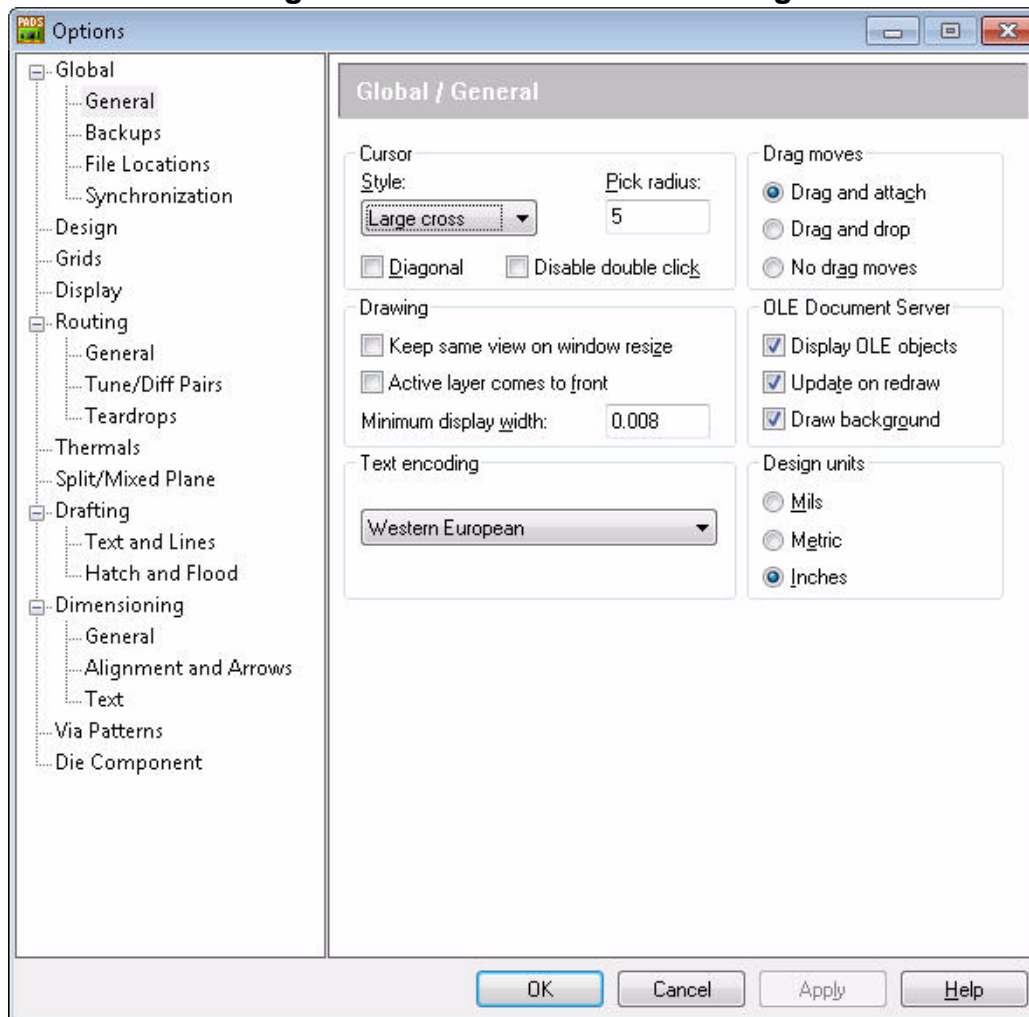 PADS
Options
Global
General
Backups
File Locations
Synchronization
Design
Grids
Display
Routing
General
Tune/Diff Pairs
Teardrops
Thermals
Split/Mixed Plane
Drafting
Text and Lines
Hatch and Flood
Dimensioning
General
Alignment and Arrows
Text
Via Patterns
Die Component
Global / General
Cursor
Style:
Pick radius:
Large cross
5
Diagonal
Disable double click
Drag moves
Drag and attach
Drag and drop
No drag moves
Drawing
Keep same view on window resize
Active layer comes to front
Minimum display width:
0.008
OLE Document Server
Display OLE objects
Update on redraw
Draw background
Text encoding
Western European
Design units
Mils
Metric
Inches
OK
Cancel
Apply
Help